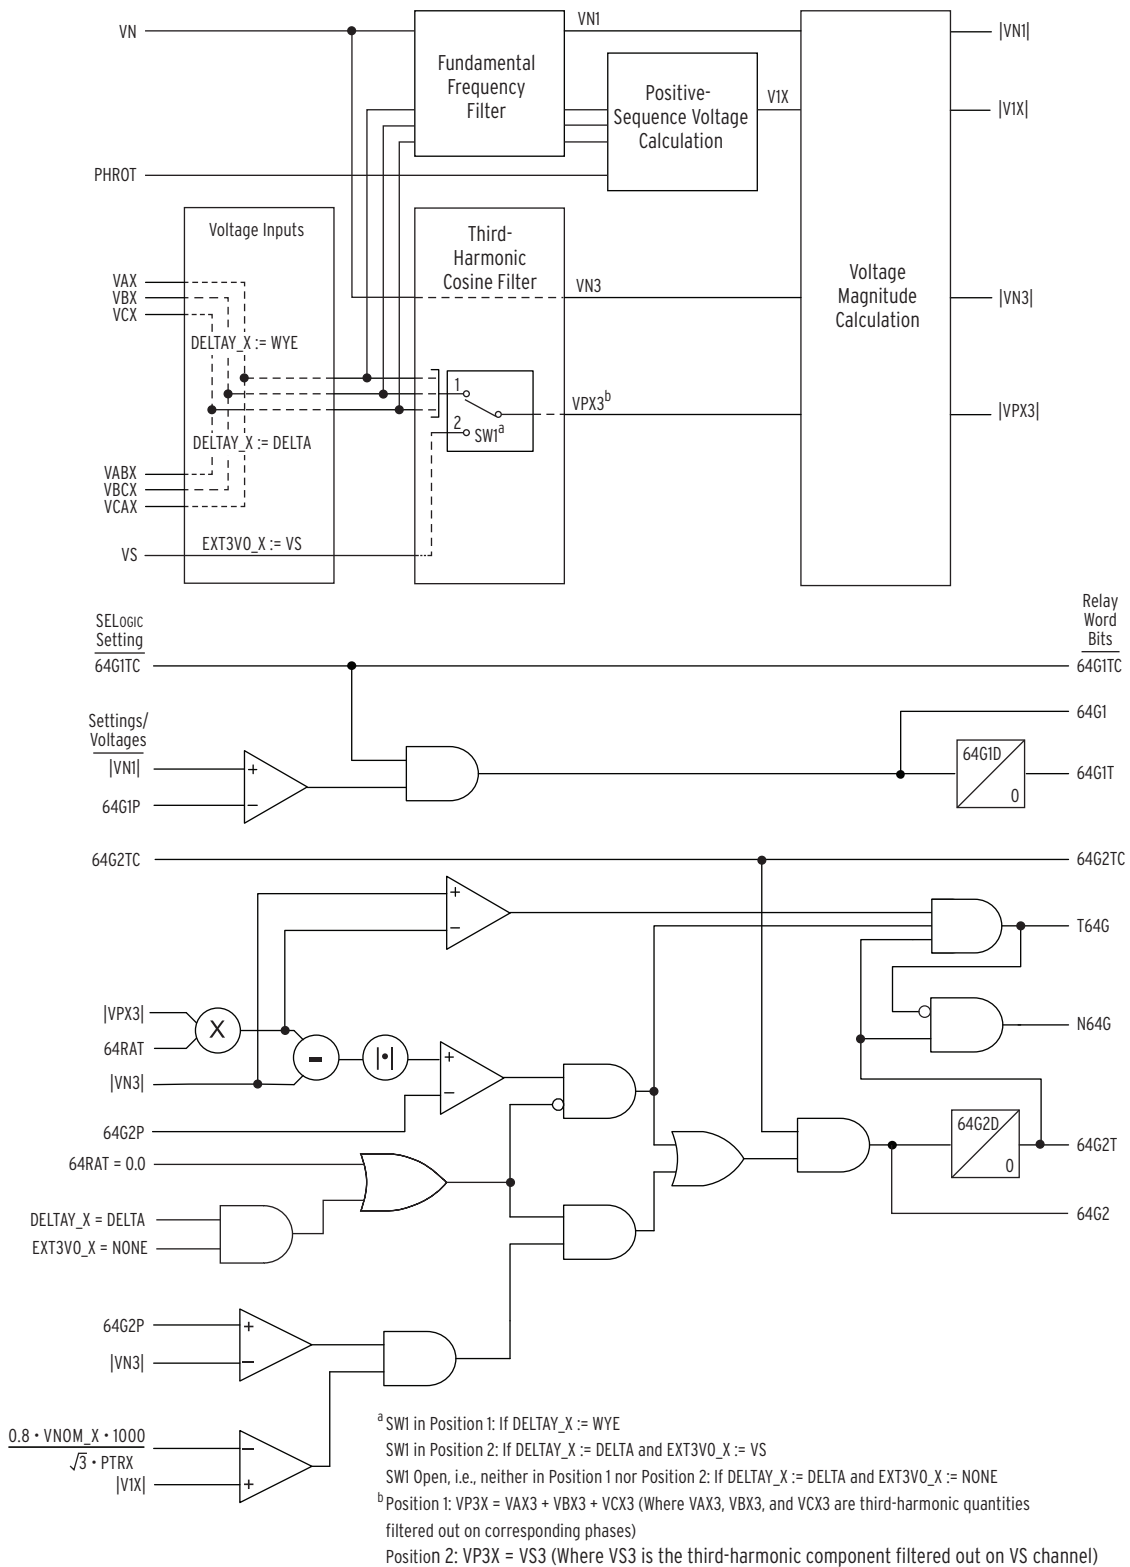 VN
VN1
|VN1|
Fundamental
Frequency
Filter
Positive-
Sequence Voltage
Calculation
V1X
|V1X|
PHROT
Voltage Inputs
Third-
Harmonic
Cosine Filter
Voltage
Magnitude
Calculation
VAX
VBX
VCX
VN3
|VN3|
DELTAY_X := WYE
1
2
SW1ᵃ
VPX3ᵇ
|VPX3|
DELTAY_X := DELTA
VABX
VBCX
VCAX
VS
EXT3V0_X := VS
SELOGIC
Setting
Relay
Word
Bits
64G1TC
64G1TC
64G1
Settings/
Voltages
|VN1|
+
64G1P
−
64G1D
0
64G1T
64G2TC
64G2TC
+
−
T64G
|VPX3|
64RAT
X
|VN3|
-
|•|
+
−
N64G
64G2P
64G2D
0
64G2T
64RAT = 0.0
64G2
DELTAY_X = DELTA
EXT3V0_X = NONE
64G2P
+
|VN3|
−
0.8 • VNOM_X • 1000
√3 • PTRX
−
|V1X|
+
ᵃ SW1 in Position 1: If DELTAY_X := WYE
SW1 in Position 2: If DELTAY_X := DELTA and EXT3V0_X := VS
SW1 Open, i.e., neither in Position 1 nor Position 2: If DELTAY_X := DELTA and EXT3V0_X := NONE
ᵇ Position 1: VP3X = VAX3 + VBX3 + VCX3 (Where VAX3, VBX3, and VCX3 are third-harmonic quantities
filtered out on corresponding phases)
Position 2: VP3X = VS3 (Where VS3 is the third-harmonic component filtered out on VS channel)